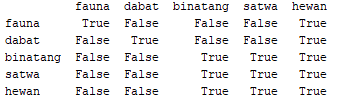 fauna dabat binatang satwa hewan
fauna True False False False True
dabat False True False False True
binatang False False True True True
satwa False False True True True
hewan False False True True True